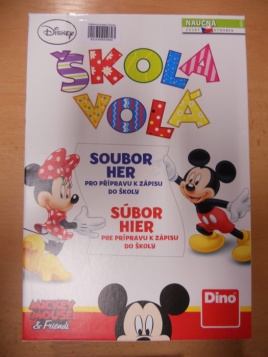 Disney
NAUČNÁ
ŠKOLA
VOLÁ
SOUBOR
HER
PRO PŘÍPRAVU K ZÁPISU
DO ŠKOLY
SÚBOR
HIER
PRE PRÍPRAVU K ZÁPISU
DO ŠKOLY
MICKEY
MOUSE
& Friends
Dino